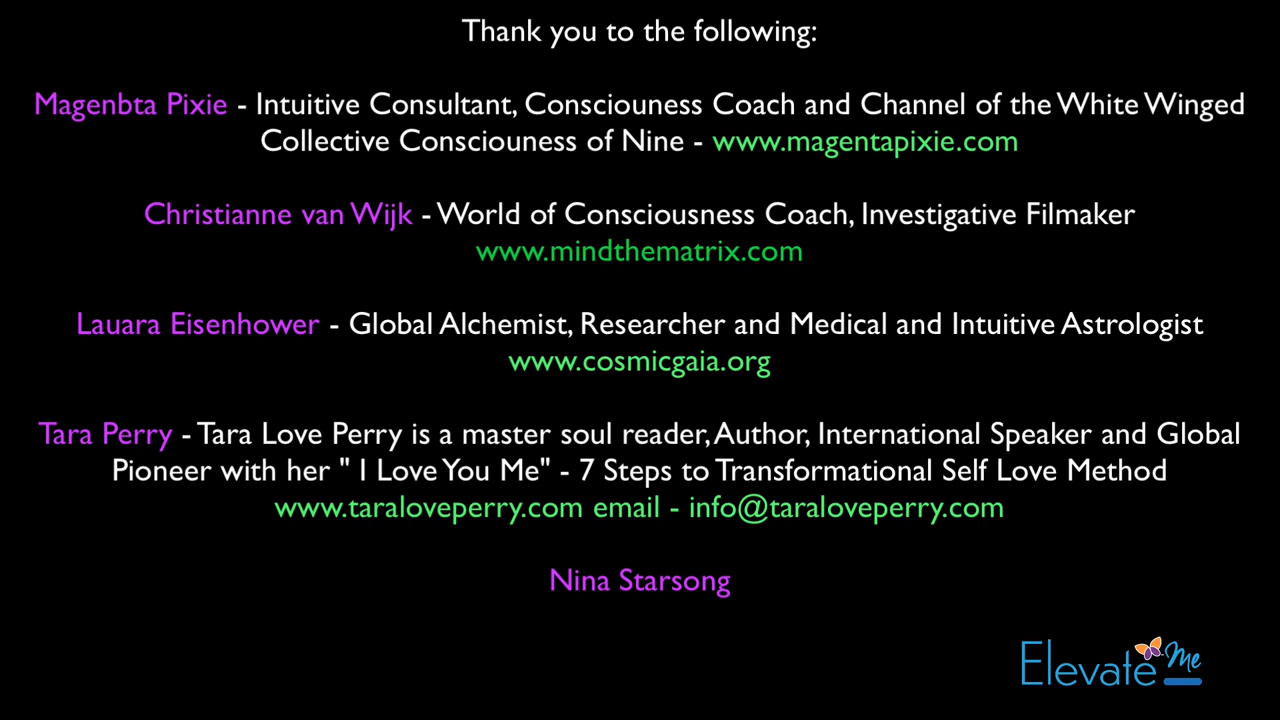 Thank you to the following:
Magenbta Pixie - Intuitive Consultant, Consciouness Coach and Channel of the White Winged
Collective Consciouness of Nine - www.magentapixie.com
Christianne van Wijk - World of Consciousness Coach, Investigative Filmaker
www.mindthematrix.com
Lauara Eisenhower - Global Alchemist, Researcher and Medical and Intuitive Astrologist
www.cosmicgaia.org
Tara Perry - Tara Love Perry is a master soul reader, Author, International Speaker and Global
Pioneer with her " I Love You Me" - 7 Steps to Transformational Self Love Method
www.taraloveperry.com email - info@taraloveperry.com
Nina Starsong
Elevate Me